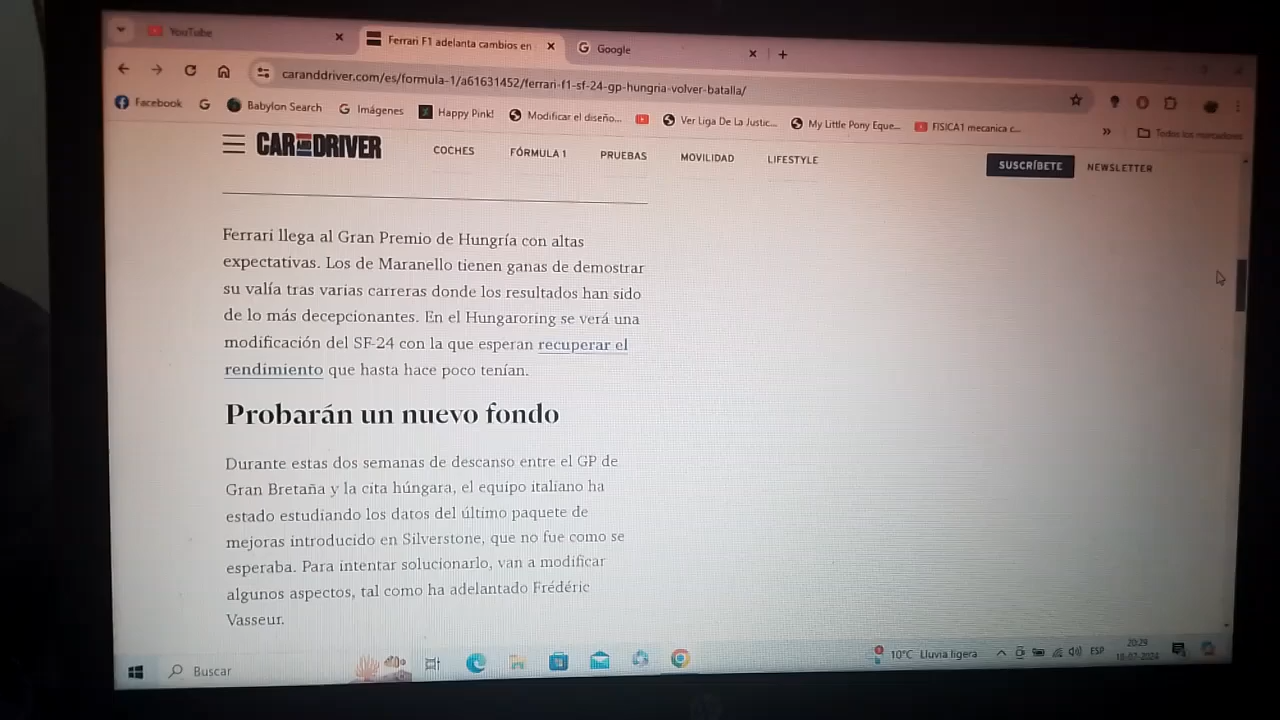 YouTube
Ferrari F1 adelanta cambios en
Google
caranddriver.com/es/formula-1/a61631452/ferrari-f1-sf-24-gp-hungria-volver-batalla/
Facebook
Babylon Search
Imágenes
Happy Pink!
Modificar el diseño...
Ver Liga De La Justic...
My Little Pony Eque...
FISICA1 mecanica c...
Todos los marcadores
CAR AND DRIVER
COCHES
FÓRMULA 1
PRUEBAS
MOVILIDAD
LIFESTYLE
SUSCRÍBETE
NEWSLETTER
Ferrari llega al Gran Premio de Hungría con altas
expectativas. Los de Maranello tienen ganas de demostrar
su valía tras varias carreras donde los resultados han sido
de lo más decepcionantes. En el Hungaroring se verá una
modificación del SF-24 con la que esperan recuperar el
rendimiento que hasta hace poco tenían.
Probarán un nuevo fondo
Durante estas dos semanas de descanso entre el GP de
Gran Bretaña y la cita húngara, el equipo italiano ha
estado estudiando los datos del último paquete de
mejoras introducido en Silverstone, que no fue como se
esperaba. Para intentar solucionarlo, van a modificar
algunos aspectos, tal como ha adelantado Frédéric
Vasseur.
Buscar
10°C Lluvia ligera
ESP
20:29
18-07-2024